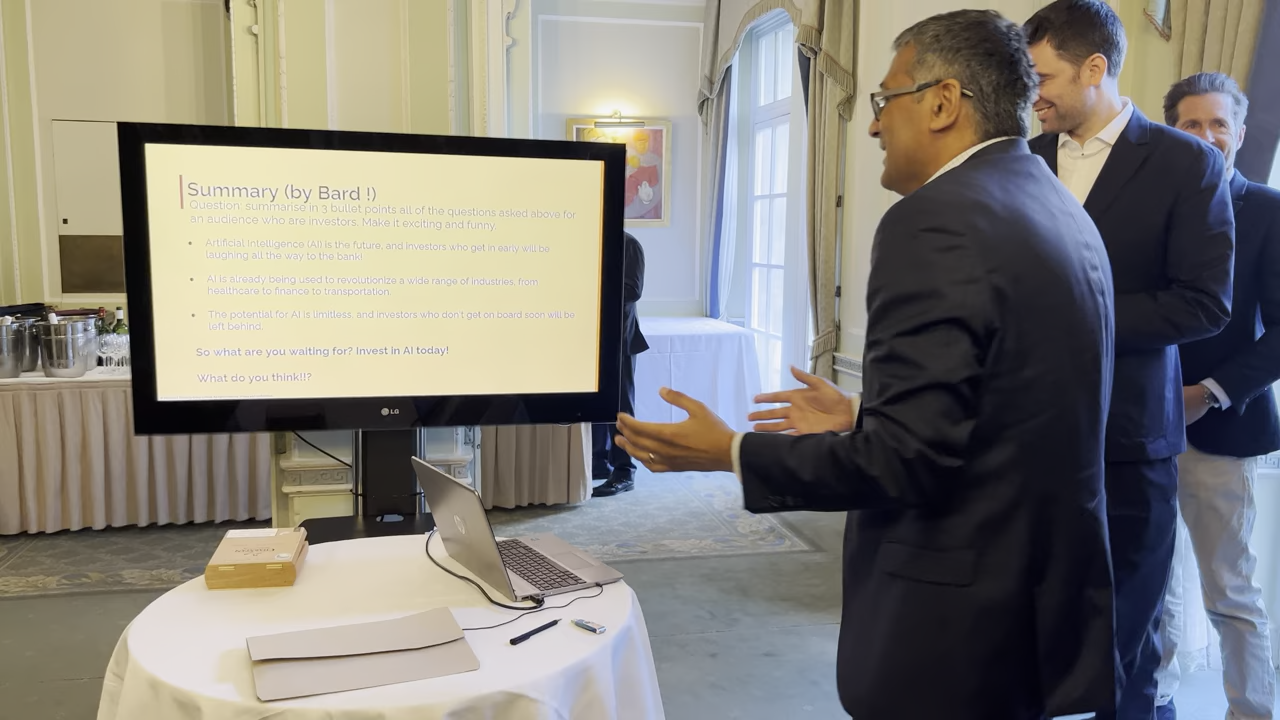 Summary (by Bard !)
Question: summarise in 3 bullet points all of the questions asked above for
an audience who are investors. Make it exciting and funny.
• Artificial Intelligence (AI) is the future, and investors who get in early will be
laughing all the way to the bank!
• AI is already being used to revolutionize a wide range of industries, from
healthcare to finance to transportation.
• The potential for AI is limitless, and investors who don't get on board soon will be
left behind.
So what are you waiting for? Invest in AI today!
What do you think!!?
LG